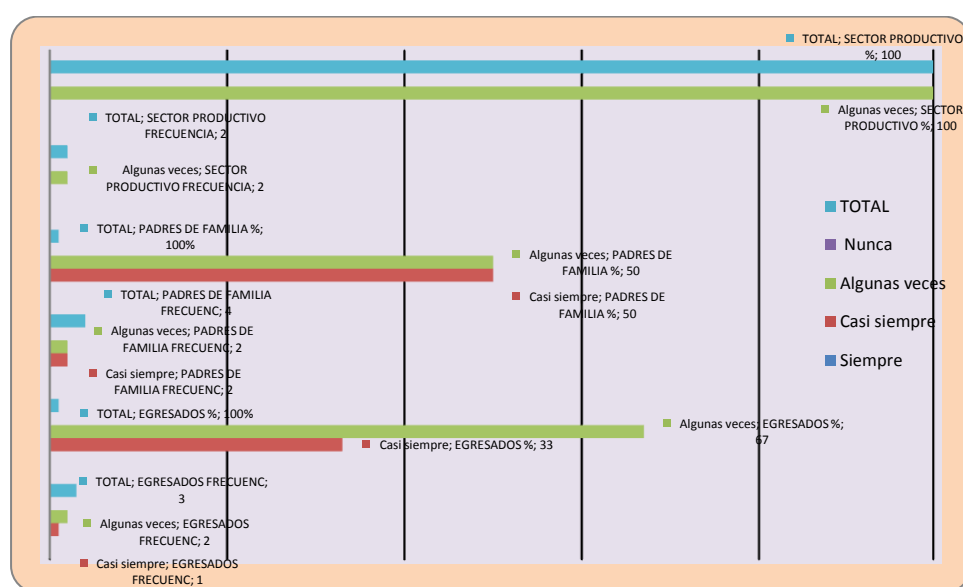 TOTAL; SECTOR PRODUCTIVO
%; 100
Algunas veces; SECTOR
PRODUCTIVO %; 100
TOTAL; SECTOR PRODUCTIVO
FRECUENCIA; 2
Algunas veces; SECTOR
PRODUCTIVO FRECUENCIA; 2
TOTAL; PADRES DE FAMILIA %;
100%
Algunas veces; PADRES DE
FAMILIA %; 50
Casi siempre; PADRES DE
FAMILIA %; 50
TOTAL; PADRES DE FAMILIA
FRECUENC; 4
Algunas veces; PADRES DE
FAMILIA FRECUENC; 2
Casi siempre; PADRES DE
FAMILIA FRECUENC; 2
TOTAL; EGRESADOS %; 100%
Algunas veces; EGRESADOS %;
67
Casi siempre; EGRESADOS %; 33
TOTAL; EGRESADOS FRECUENC;
3
Algunas veces; EGRESADOS
FRECUENC; 2
Casi siempre; EGRESADOS
FRECUENC; 1
TOTAL
Nunca
Algunas veces
Casi siempre
Siempre